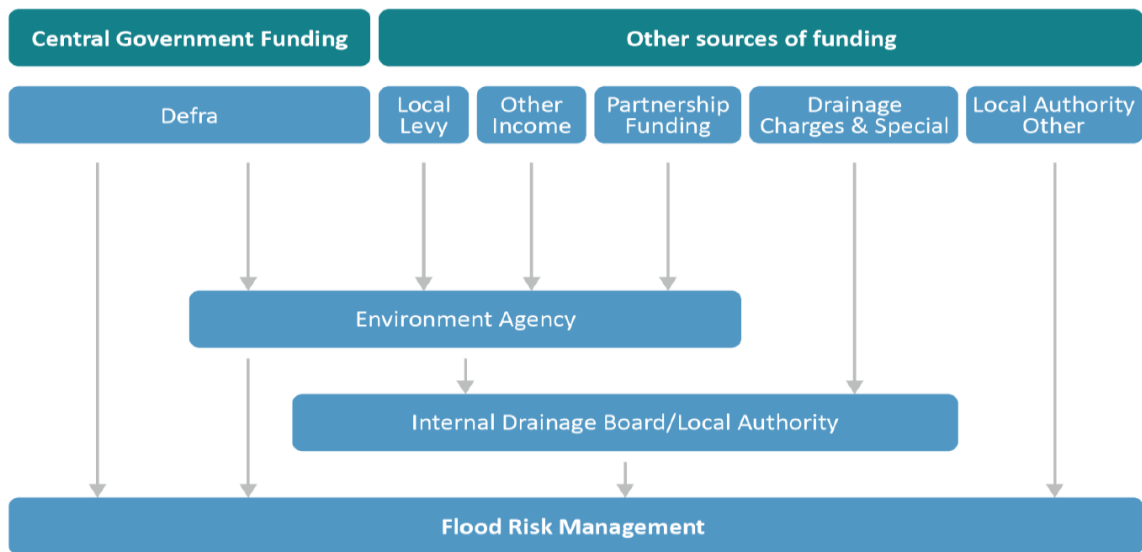 Central Government Funding
Other sources of funding
Defra
Local
Levy
Other
Income
Partnership
Funding
Drainage
Charges & Special
Local Authority
Other
Environment Agency
Internal Drainage Board/Local Authority
Flood Risk Management